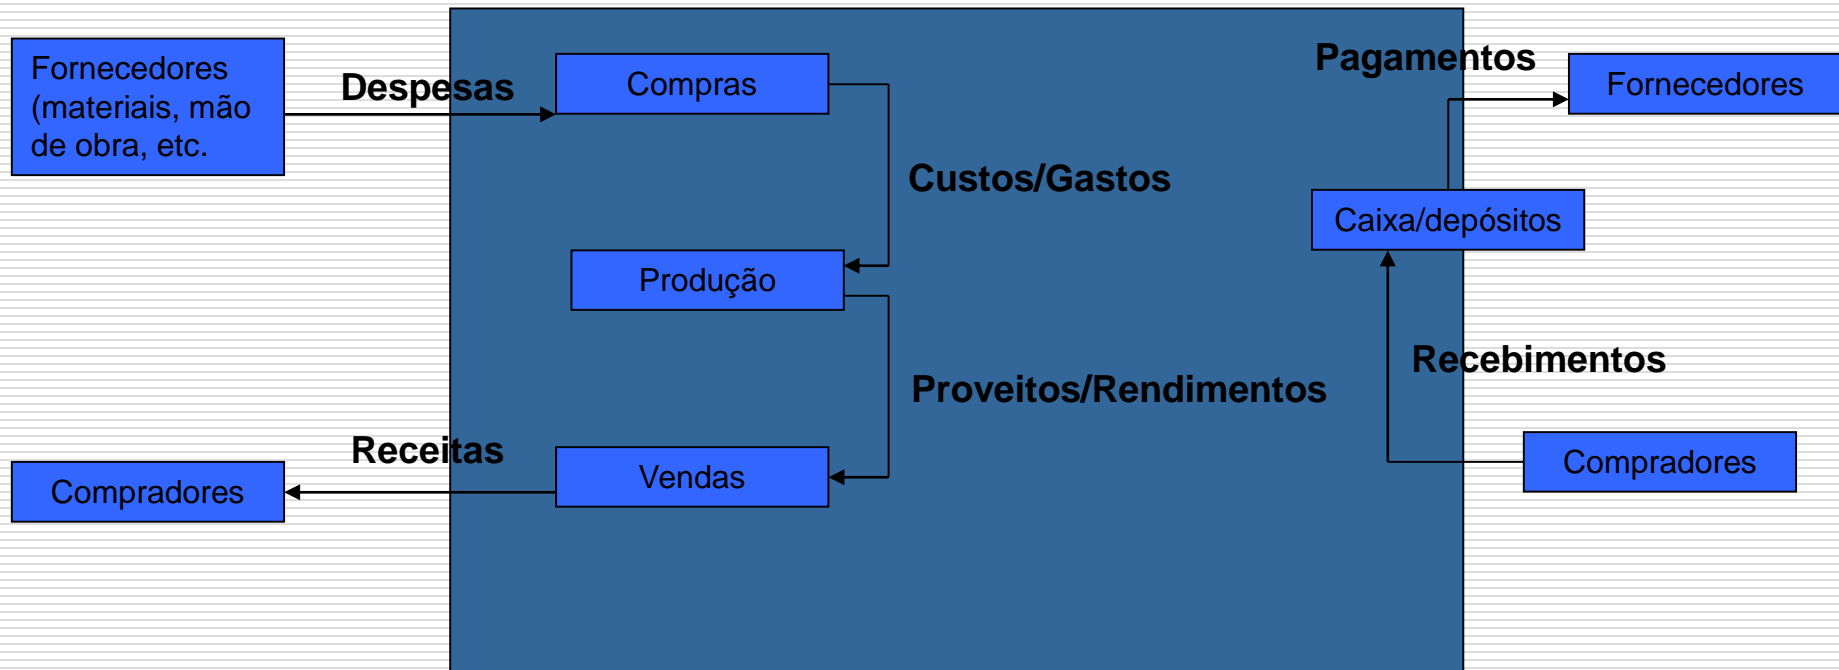 Fornecedores
(materiais, mão
de obra, etc.
Despesas
Compras
Pagamentos
Fornecedores
Custos/Gastos
Caixa/depósitos
Produção
Recebimentos
Proveitos/Rendimentos
Receitas
Compradores
Vendas
Compradores